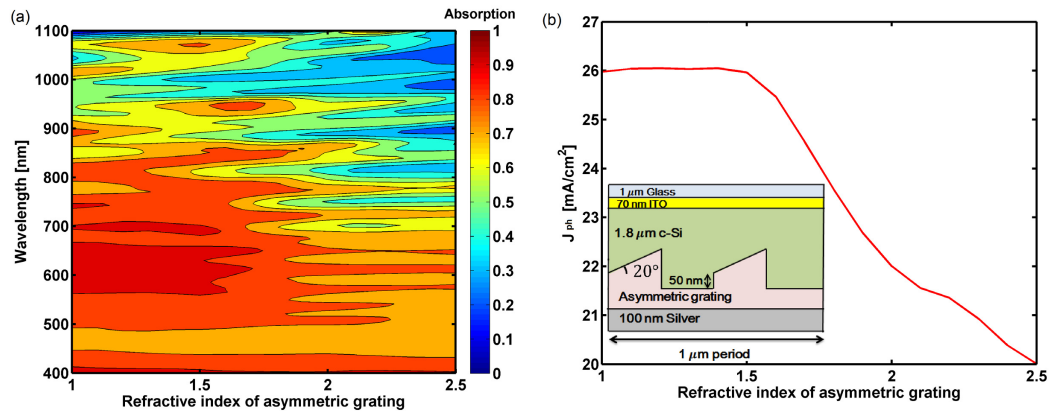 (a)
Absorption
1100
1000
900
800
700
600
500
400
Wavelength [nm]
1 1.5 2 2.5
Refractive index of asymmetric grating
1
0.9
0.8
0.7
0.6
0.5
0.4
0.3
0.2
0.1
0
(b)
27
26
25
24
23
22
21
20
J ph [mA/cm²]
1 μm Glass
70 nm ITO
1.8 μm c-Si
20°
50 nm
Asymmetric grating
100 nm Silver
1 μm period
1 1.5 2 2.5
Refractive index of asymmetric grating